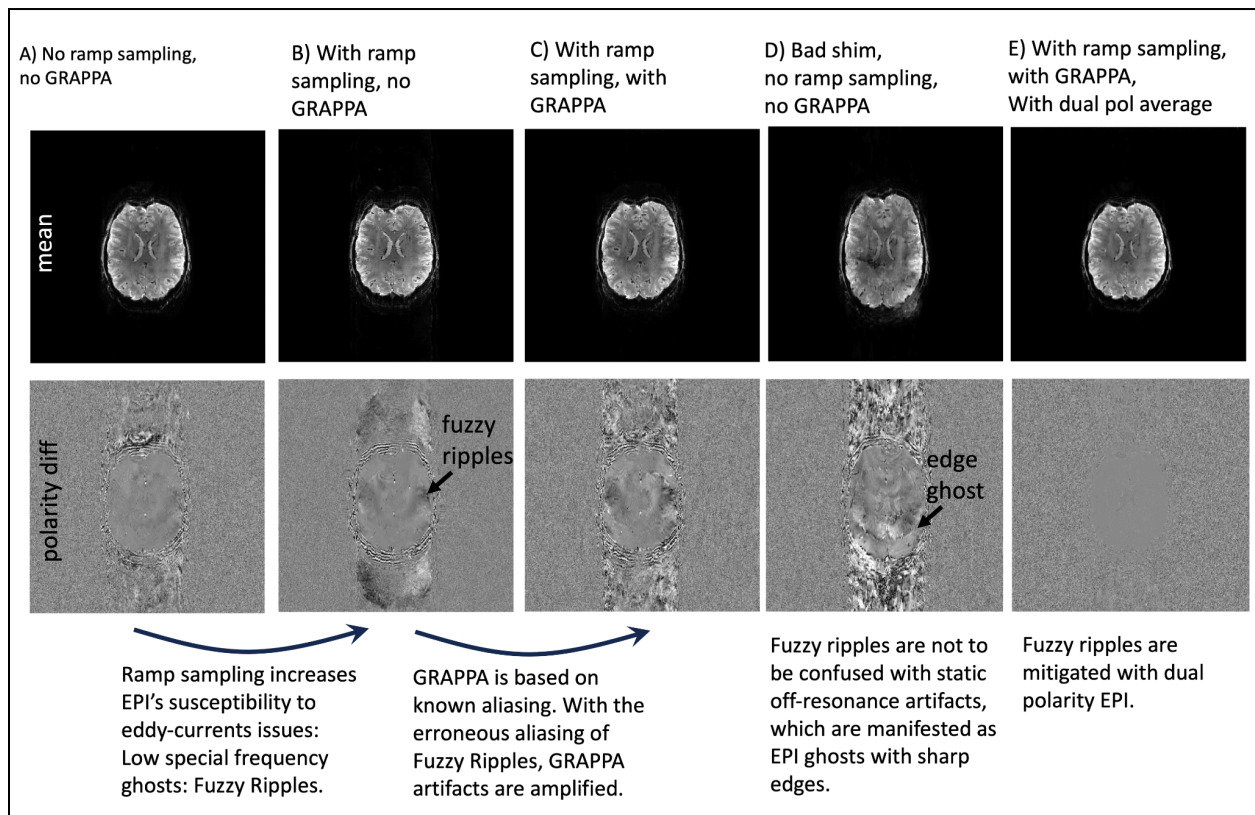 A) No ramp sampling,
no GRAPPA
B) With ramp
sampling, no
GRAPPA
C) With ramp
sampling, with
GRAPPA
D) Bad shim,
no ramp sampling,
no GRAPPA
E) With ramp sampling,
with GRAPPA,
With dual pol average
mean
polarity diff
fuzzy
ripples
edge
ghost
Ramp sampling increases
EPI’s susceptibility to
eddy-currents issues:
Low special frequency
ghosts: Fuzzy Ripples.
GRAPPA is based on
known aliasing. With the
erroneous aliasing of
Fuzzy Ripples, GRAPPA
artifacts are amplified.
Fuzzy ripples are not to
be confused with static
off-resonance artifacts,
which are manifested as
EPI ghosts with sharp
edges.
Fuzzy ripples are
mitigated with dual
polarity EPI.